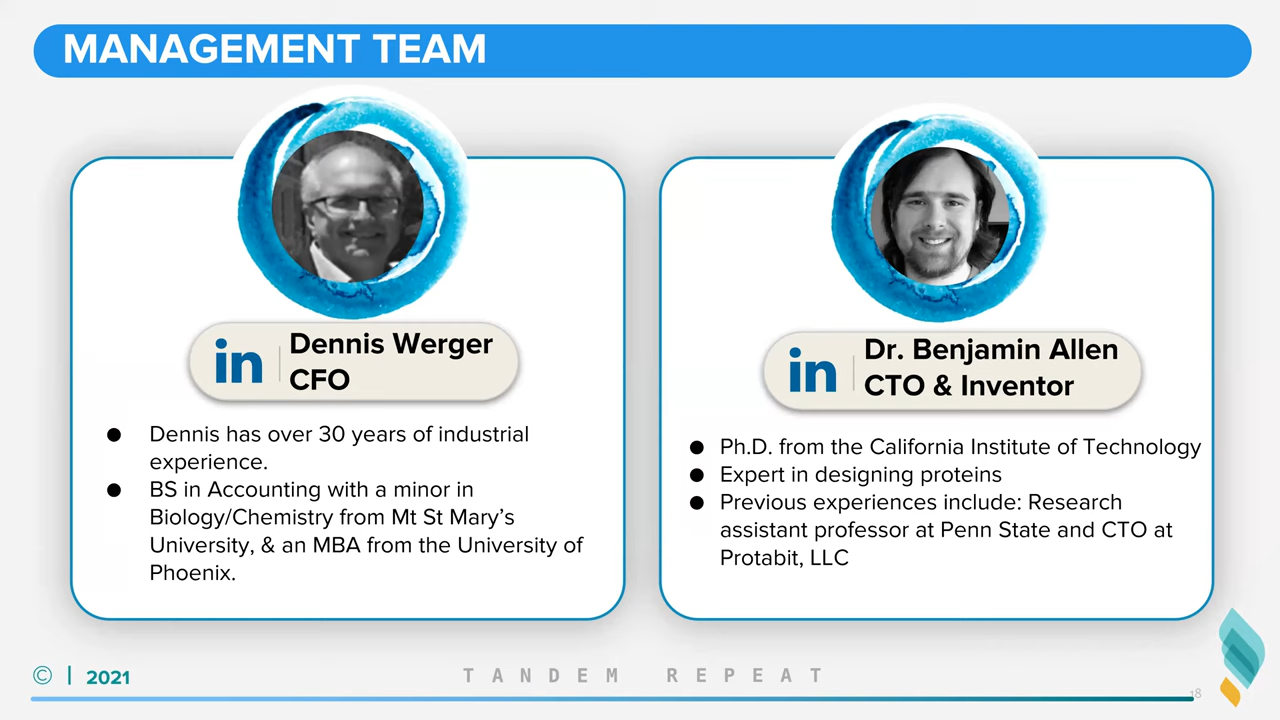 MANAGEMENT TEAM
in
Dennis Werger
CFO
● Dennis has over 30 years of industrial
experience.
● BS in Accounting with a minor in
Biology/Chemistry from Mt St Mary's
University, & an MBA from the University of
Phoenix.
in
Dr. Benjamin Allen
CTO & Inventor
● Ph.D. from the California Institute of Technology
● Expert in designing proteins
● Previous experiences include: Research
assistant professor at Penn State and CTO at
Protabit, LLC
© | 2021
TANDEM REPEAT
18